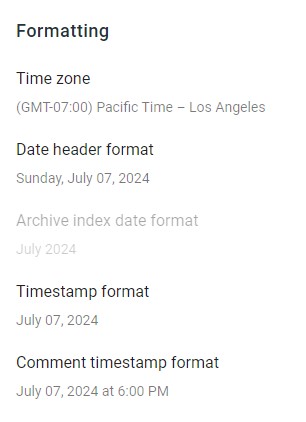 Formatting
Time zone
(GMT-07:00) Pacific Time – Los Angeles
Date header format
Sunday, July 07, 2024
Archive index date format
July 2024
Timestamp format
July 07, 2024
Comment timestamp format
July 07, 2024 at 6:00 PM